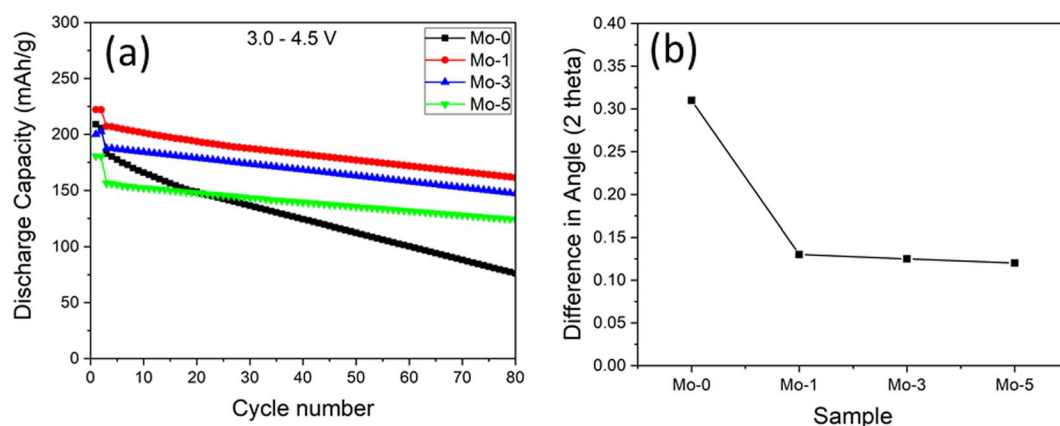 (a)
3.0 - 4.5 V
Mo-0
Mo-1
Mo-3
Mo-5
300
250
200
150
100
50
0
Discharge Capacity (mAh/g)
0 10 20 30 40 50 60 70 80
Cycle number
(b)
0.40
0.35
0.30
0.25
0.20
0.15
0.10
0.05
0.00
Difference in Angle (2 theta)
Mo-0 Mo-1 Mo-3 Mo-5
Sample